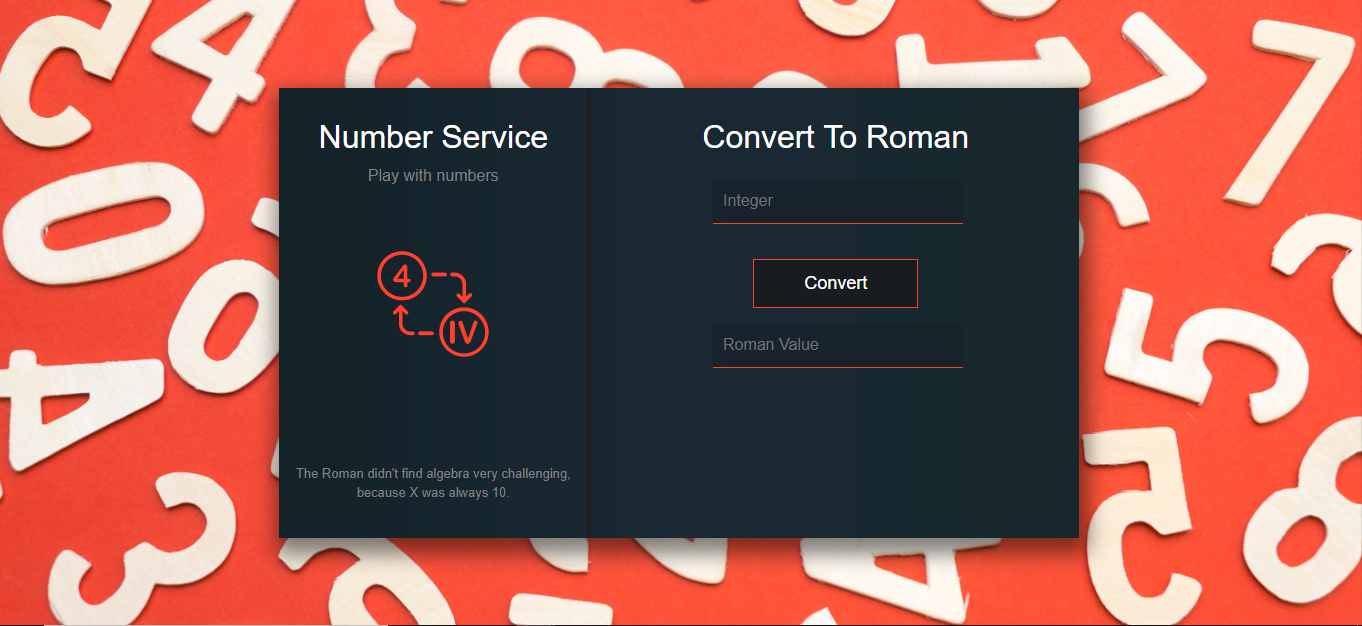 Number Service
Play with numbers
4
IV
The Roman didn't find algebra very challenging,
because X was always 10.
Convert To Roman
Integer
Convert
Roman Value